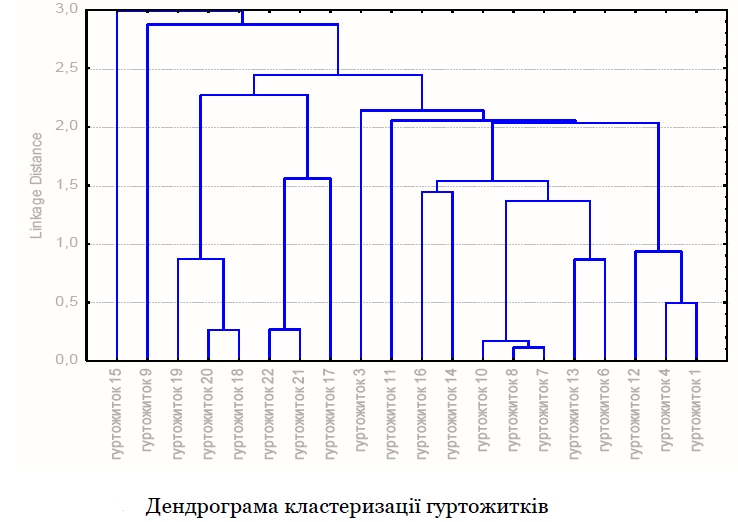 3,0
2,5
2,0
1,5
1,0
0,5
0,0
Linkage Distance
гуртожиток 15
гуртожиток 9
гуртожиток 19
гуртожиток 20
гуртожиток 18
гуртожиток 22
гуртожиток 21
гуртожиток 17
гуртожиток 3
гуртожиток 11
гуртожиток 16
гуртожиток 14
гуртожток 10
гуртожиток 8
гуртожиток 7
гуртожиток 13
гуртожиток 6
гуртожиток 12
гуртожиток 4
гуртожиток 1
Дендрограма кластеризації гуртожитків